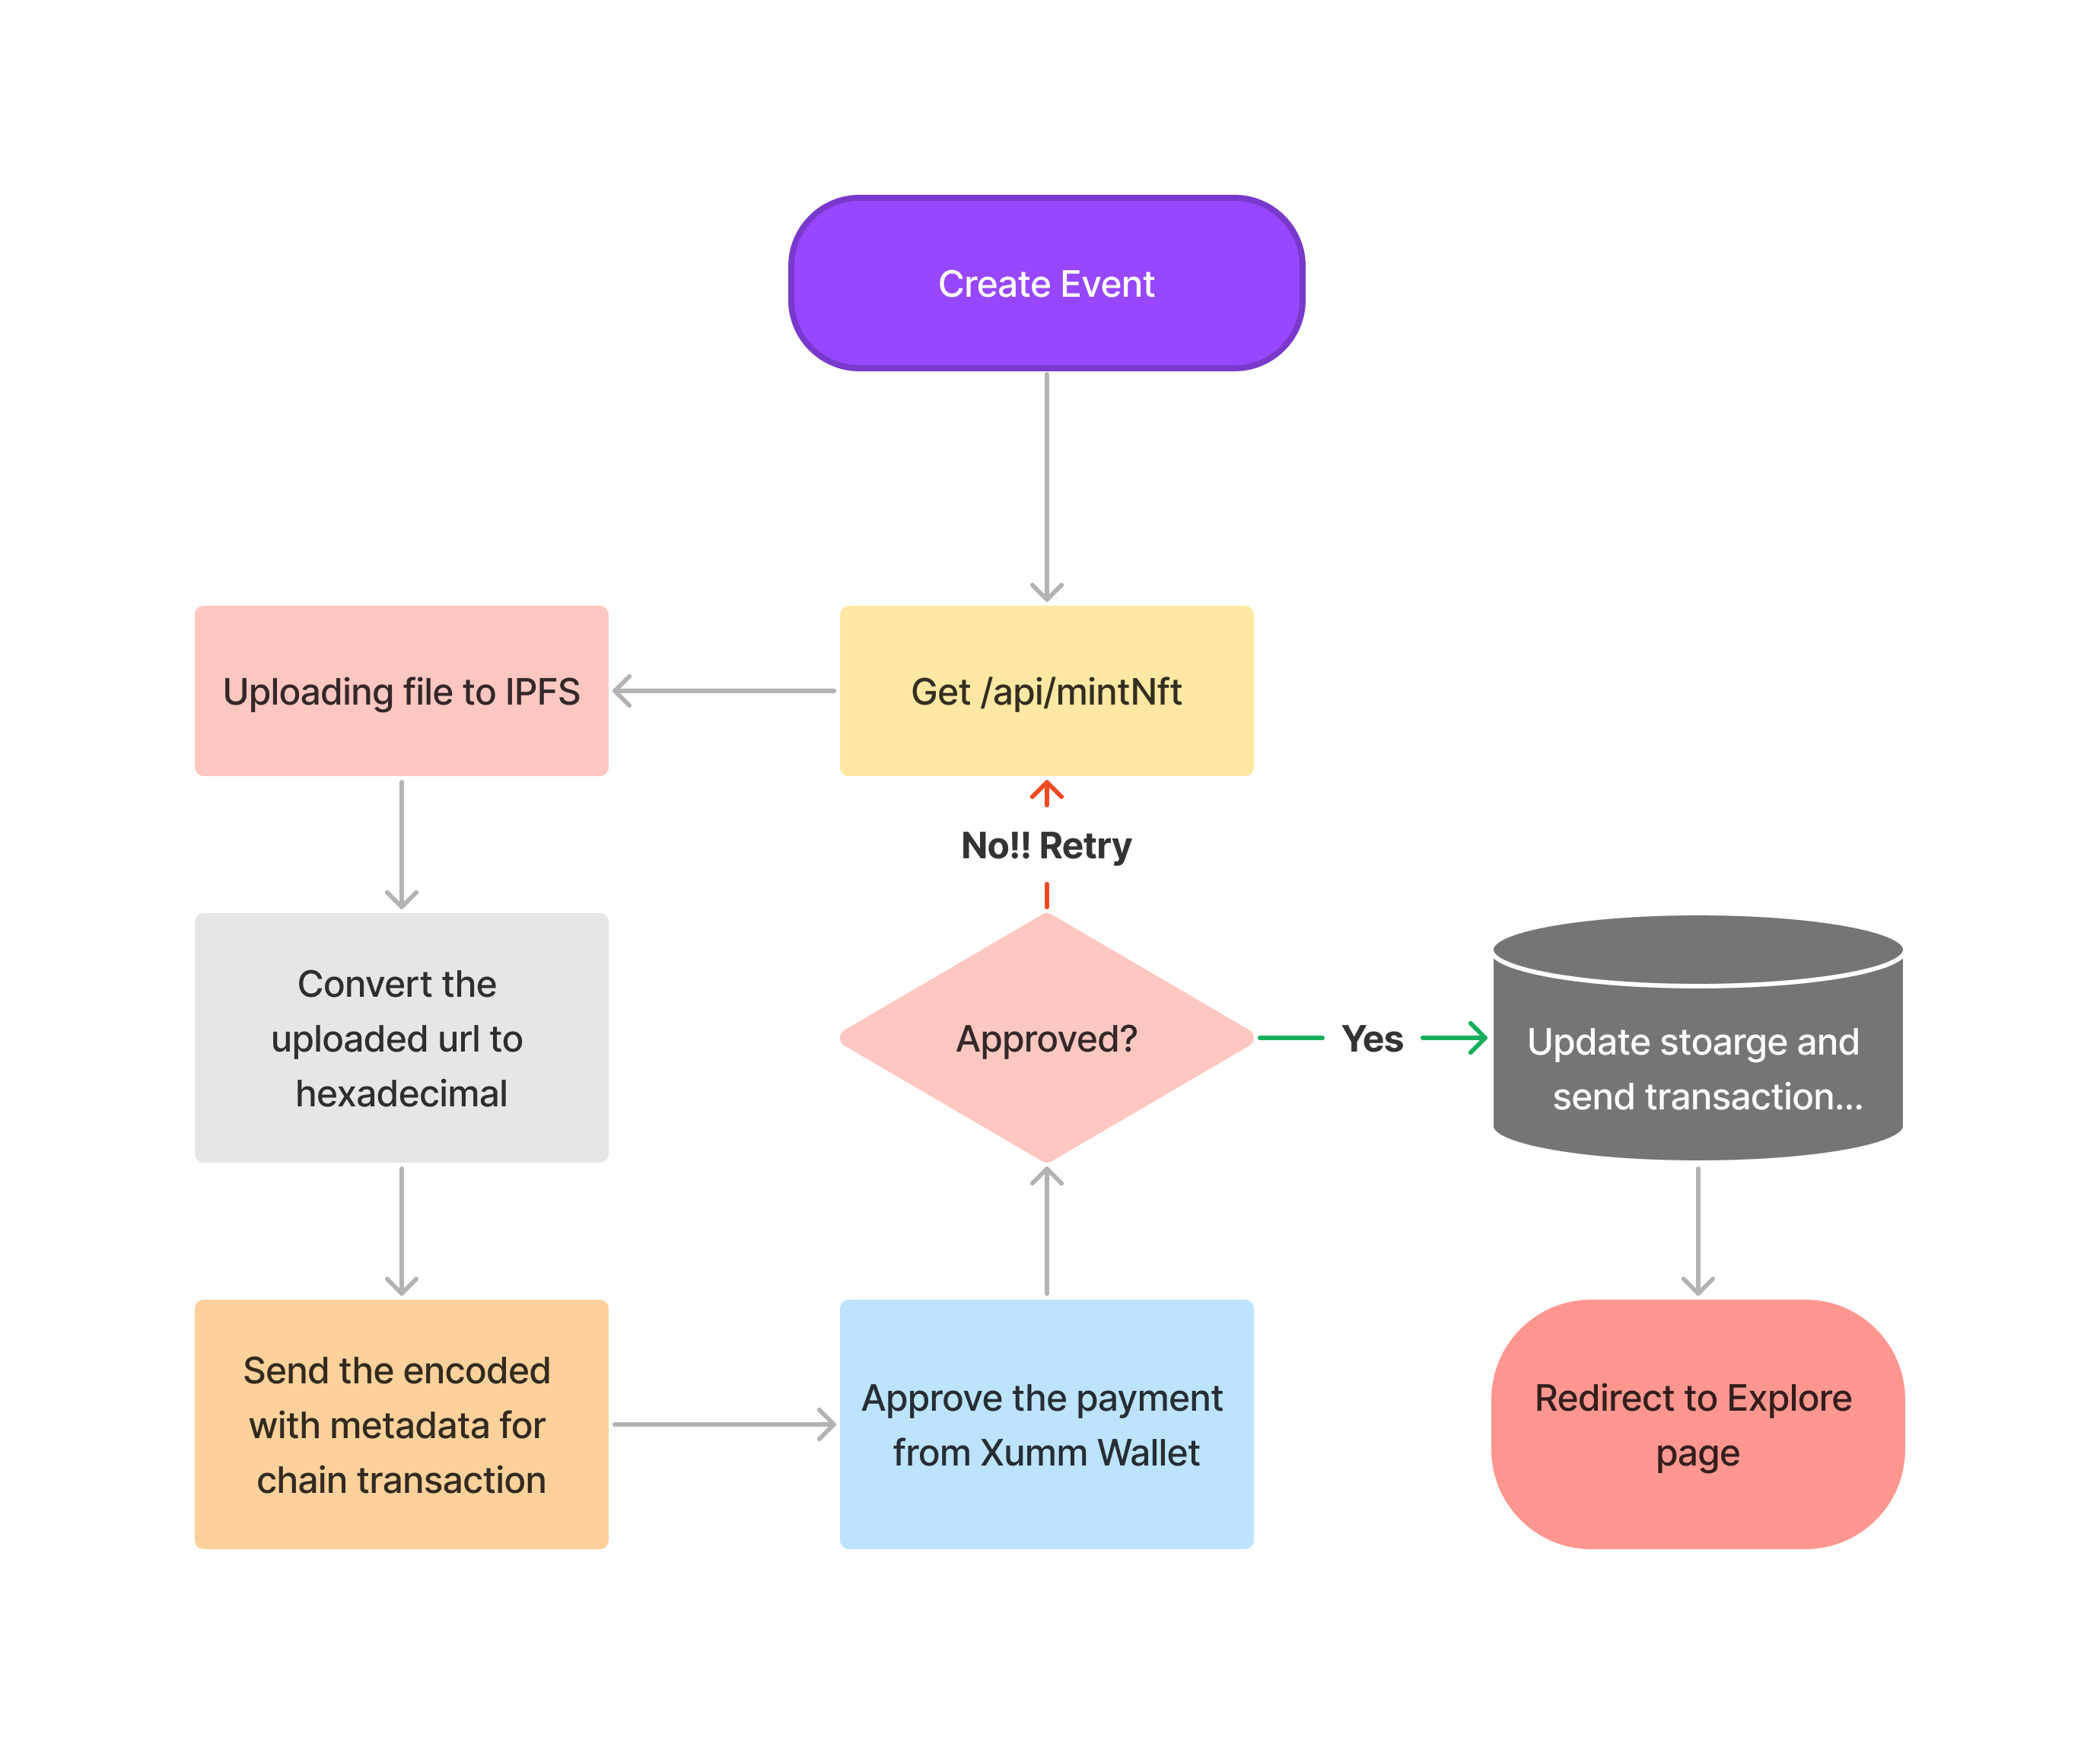 Create Event
Uploading file to IPFS
Get /api/mintNft
No!! Retry
Convert the
uploaded url to
hexadecimal
Approved?
Yes
Update stoarge and
send transaction...
Send the encoded
with metadata for
chain transaction
Approve the payment
from Xumm Wallet
Redirect to Explore
page